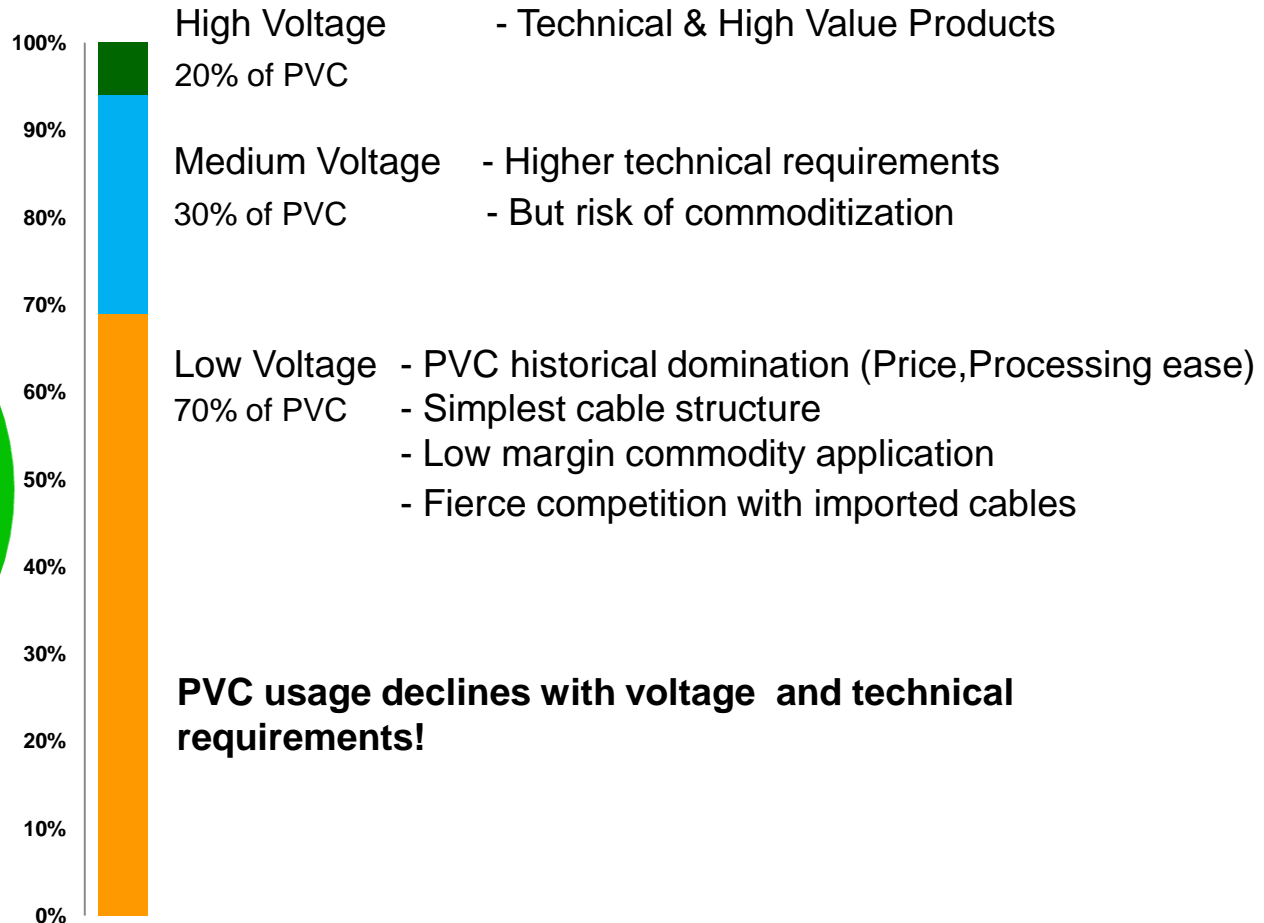 High Voltage - Technical & High Value Products
100%
20% of PVC
90%
Medium Voltage - Higher technical requirements
80%
30% of PVC - But risk of commoditization
70%
Low Voltage - PVC historical domination (Price,Processing ease)
60%
70% of PVC - Simplest cable structure
- Low margin commodity application
50%
- Fierce competition with imported cables
40%
30%
PVC usage declines with voltage and technical
requirements!
20%
10%
0%